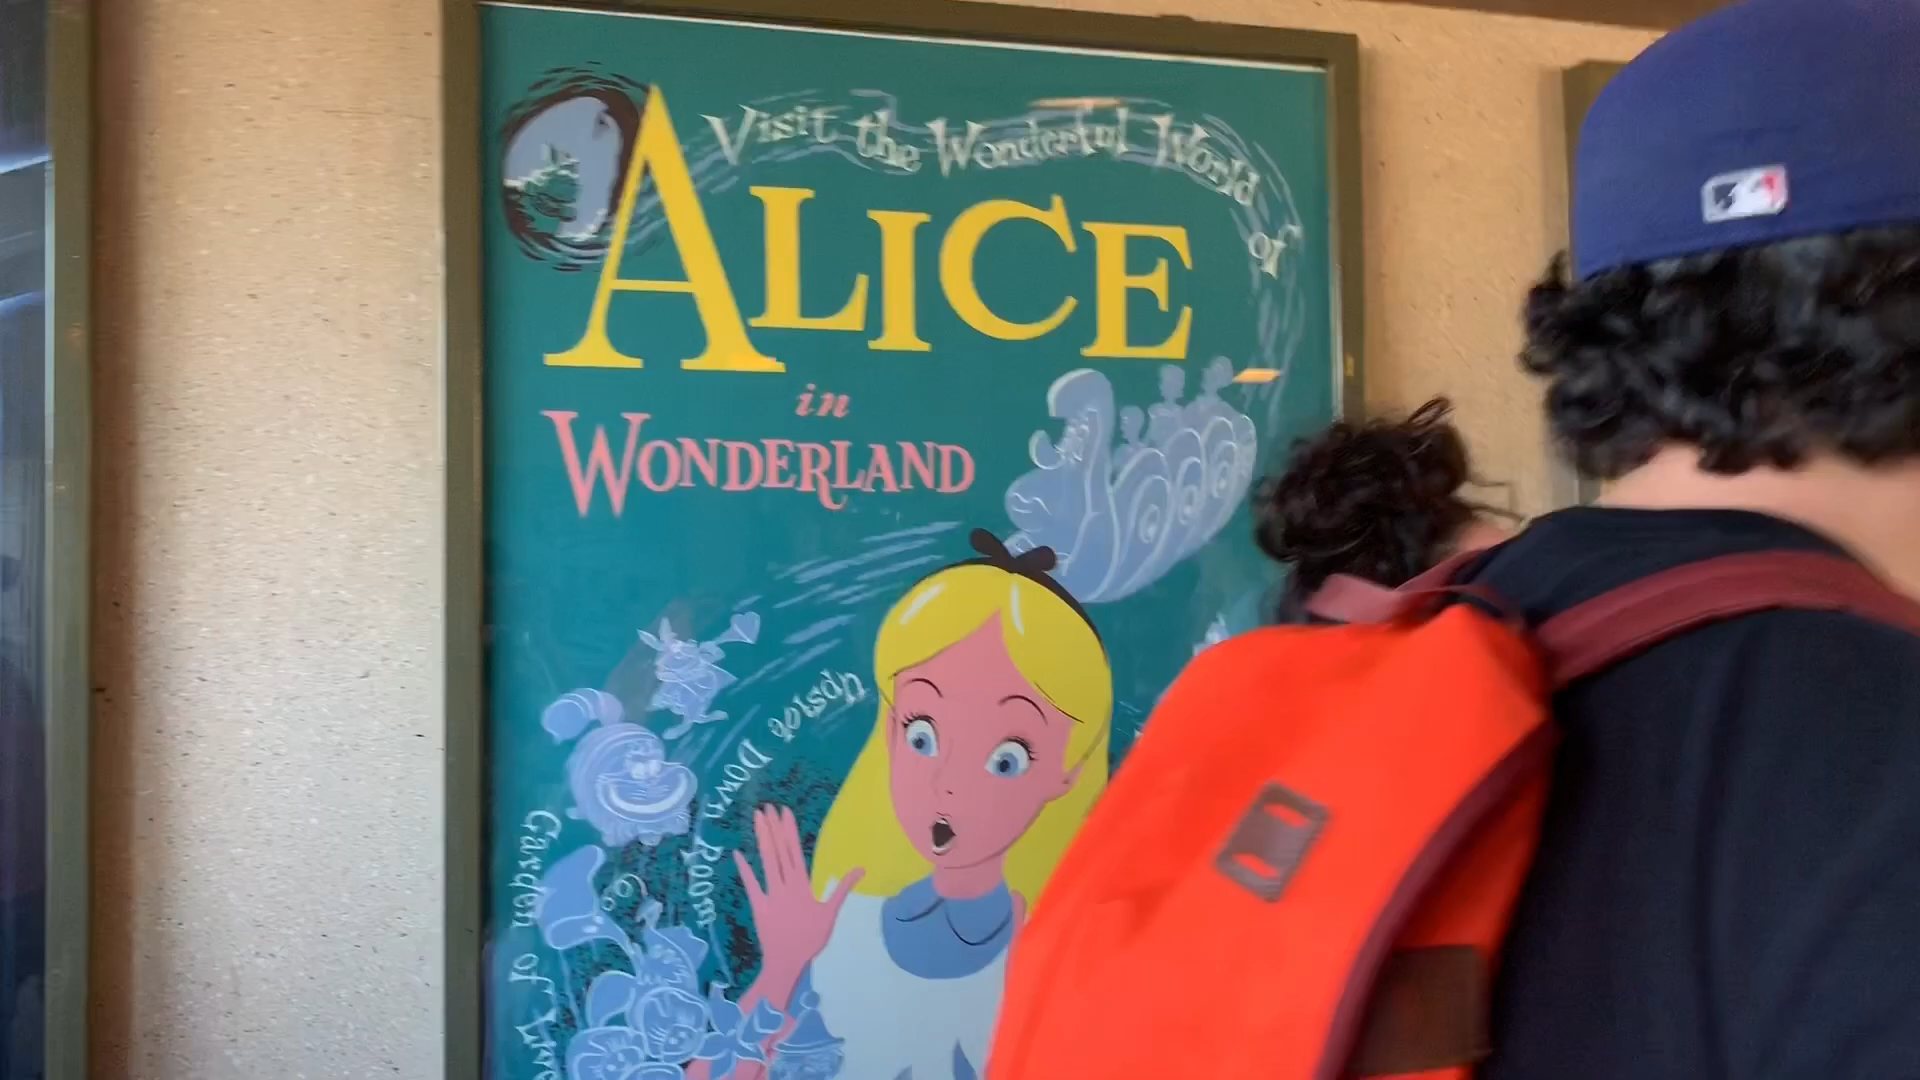 Visit the Wonderful World of
ALICE
in
WONDERLAND
Upside Down Room
Garden of